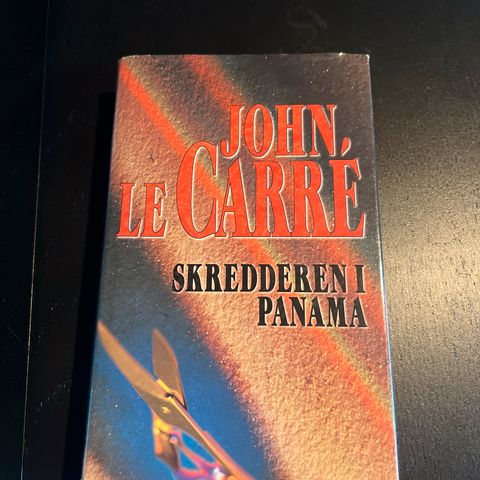 JOHN
LE CARRÉ
SKREDDEREN I
PANAMA